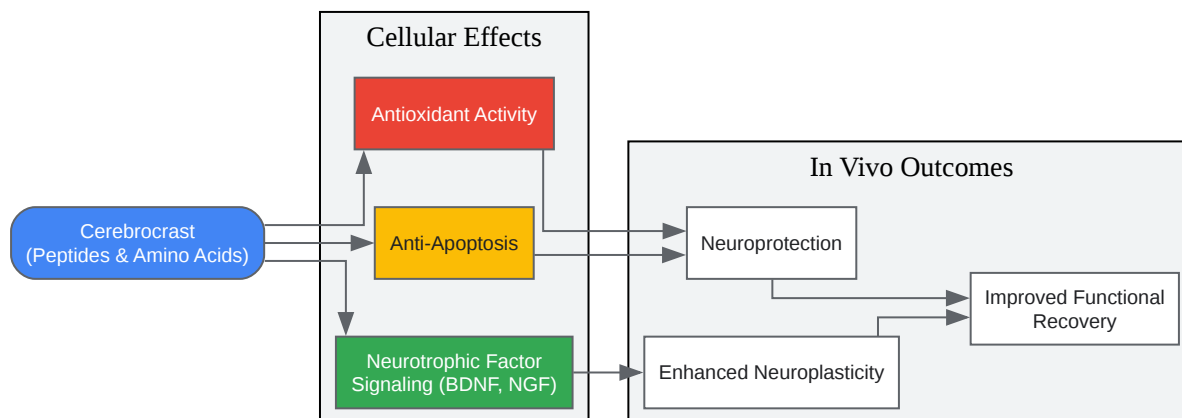 Cellular Effects
Antioxidant Activity
In Vivo Outcomes
Cerebrocrast
(Peptides & Amino Acids)
Anti-Apoptosis
Neuroprotection
Improved Functional
Recovery
Neurotrophic Factor
Signaling (BDNF, NGF)
Enhanced Neuroplasticity